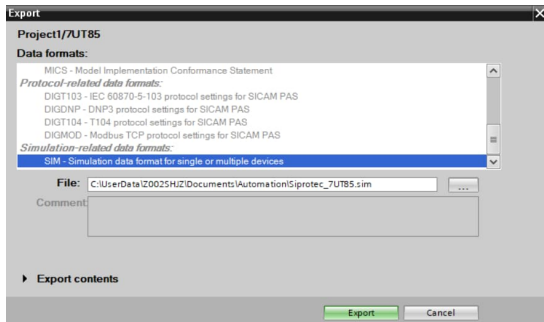 Export
Project1/7UT85
Data formats:
MICS - Model Implementation Conformance Statement
Protocol-related data formats:
DIGT103 - IEC 60870-5-103 protocol settings for SICAM PAS
DIGDNP - DNP3 protocol settings for SICAM PAS
DIGT104 - T104 protocol settings for SICAM PAS
DIGMOD - Modbus TCP protocol settings for SICAM PAS
Simulation-related data formats:
SIM - Simulation data format for single or multiple devices
File: C:\UserData\Z002SHJZ\Documents\Automation\Siprotec_7UT85.sim ...
Comment
Export contents
Export Cancel